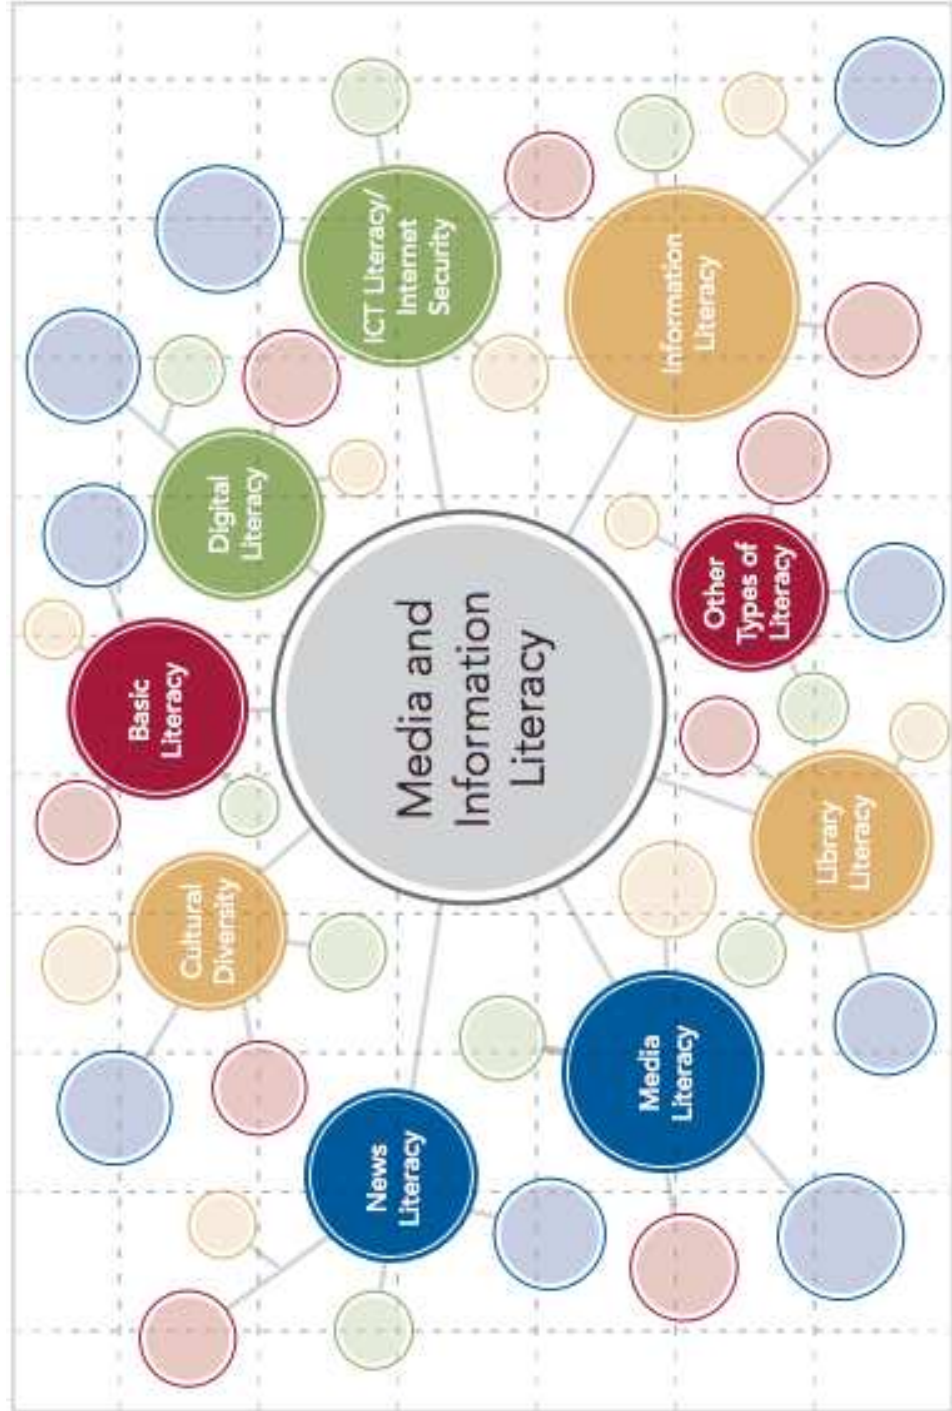 Media and
Information
Literacy
News
Literacy
Cultural
Diversity
Basic
Literacy
Digital
Literacy
ICT Literacy/
Internet
Security
Information
Literacy
Other
Types of
Literacy
Library
Literacy
Media
Literacy